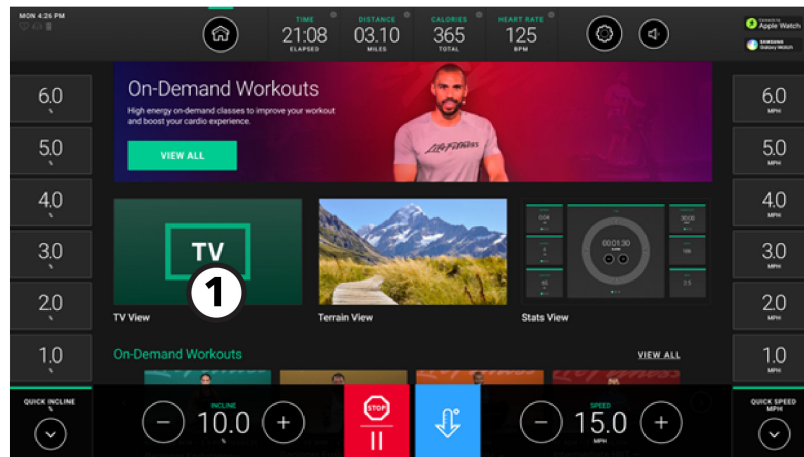 MON 4:26 PM
TIME
21:08
ELAPSED
DISTANCE
03.10
MILES
CALORIES
365
TOTAL
HEART RATE
125
BPM
Apple Watch
SAMSUNG
Galaxy Watch
6.0
%
5.0
%
4.0
%
3.0
%
2.0
%
1.0
%
QUICK INCLINE
%
On-Demand Workouts
High energy on-demand classes to improve your workout
and boost your cardio experience.
VIEW ALL
LifeFitness
TV
1
TV View
Terrain View
00:01:30
Stats View
On-Demand Workouts
VIEW ALL
INCLINE
10.0
%
STOP
SPEED
15.0
MPH
6.0
MPH
5.0
MPH
4.0
MPH
3.0
MPH
2.0
MPH
1.0
MPH
QUICK SPEED
MPH